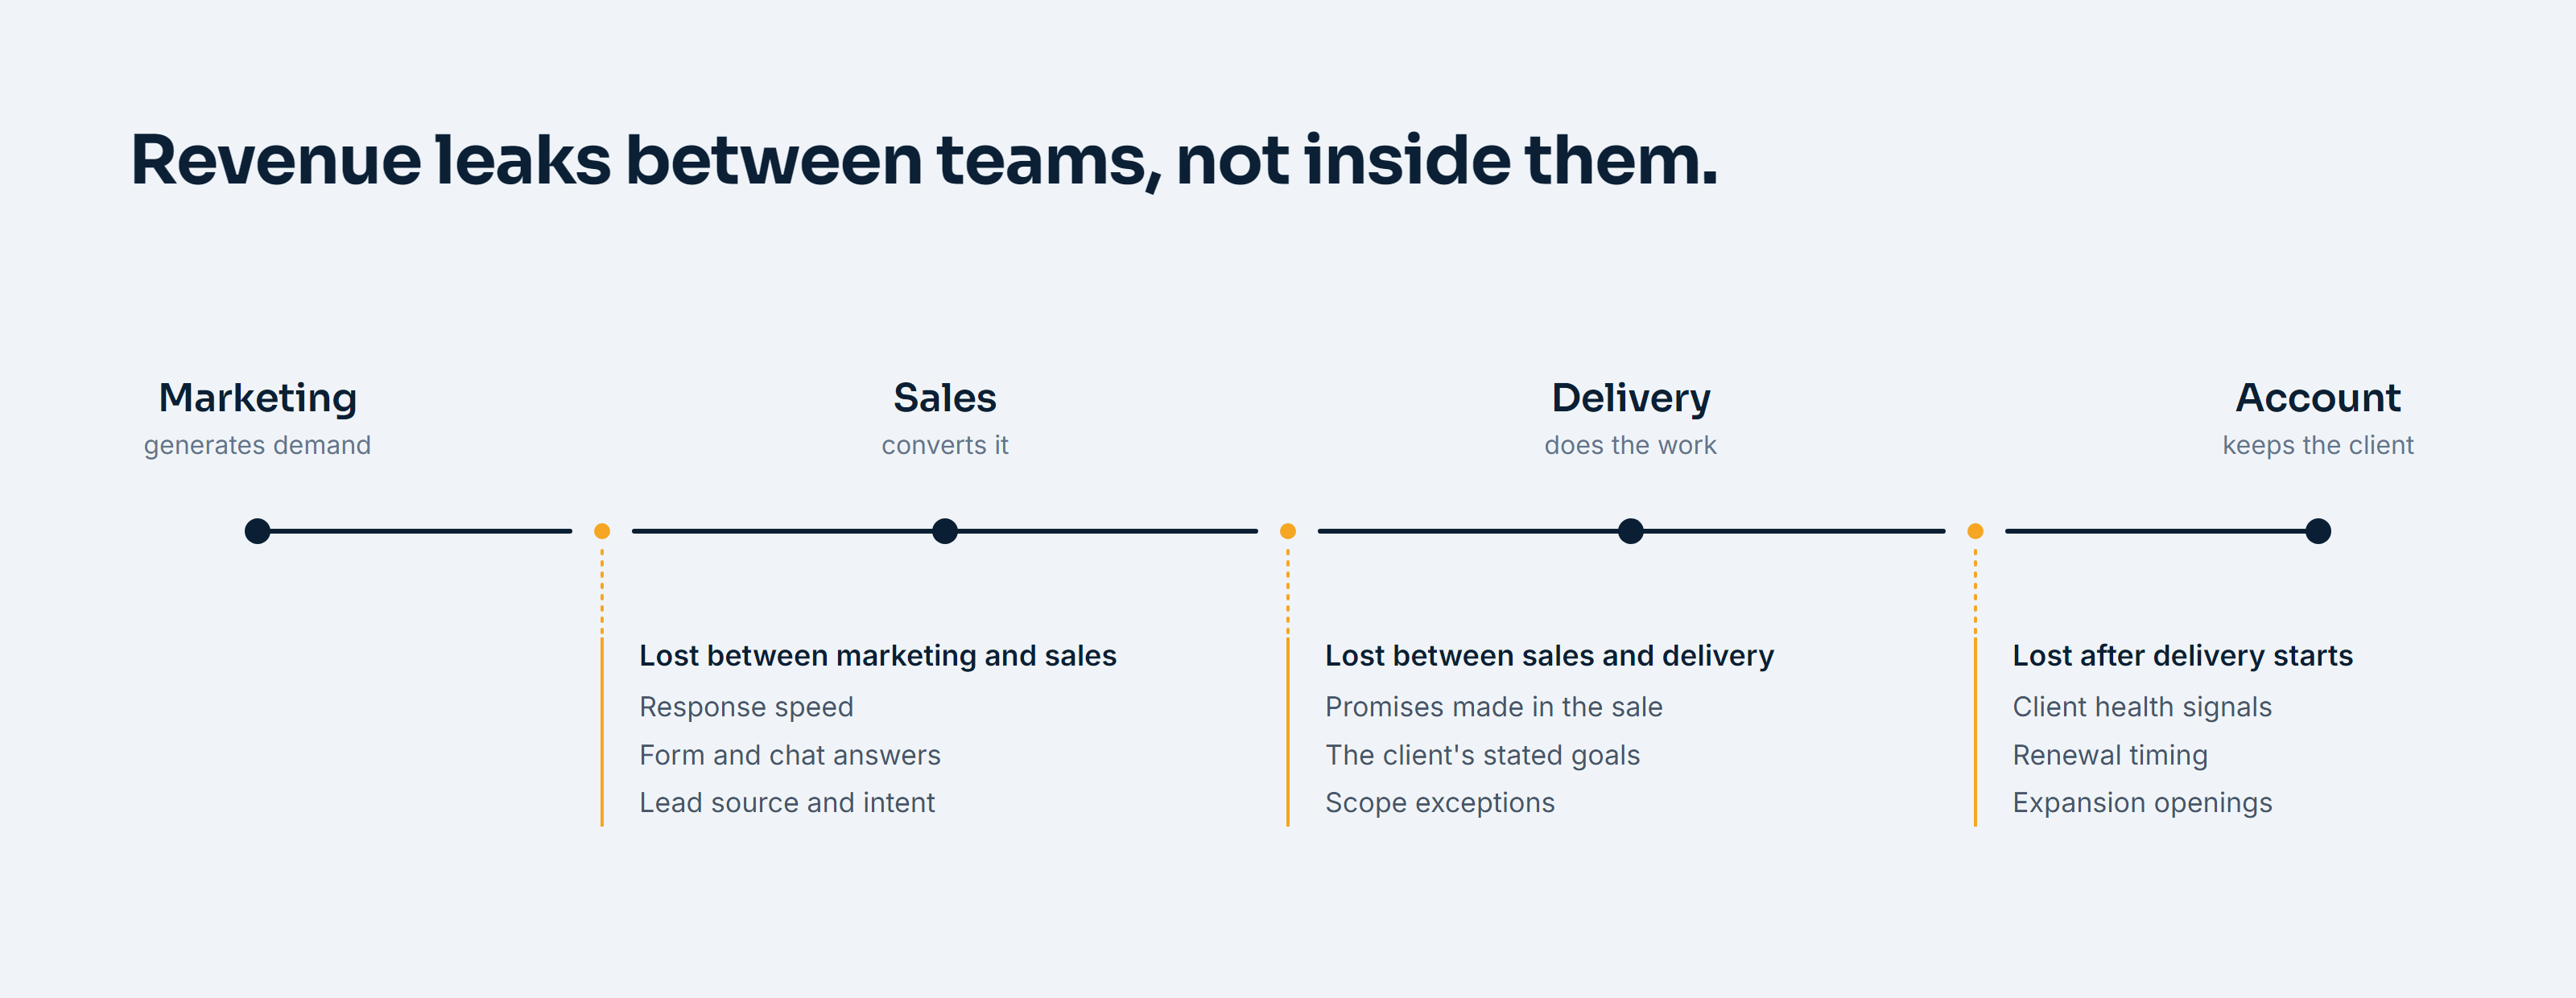 Revenue leaks between teams, not inside them.
Marketing
generates demand
Sales
converts it
Delivery
does the work
Account
keeps the client
Lost between marketing and sales
Response speed
Form and chat answers
Lead source and intent
Lost between sales and delivery
Promises made in the sale
The client's stated goals
Scope exceptions
Lost after delivery starts
Client health signals
Renewal timing
Expansion openings